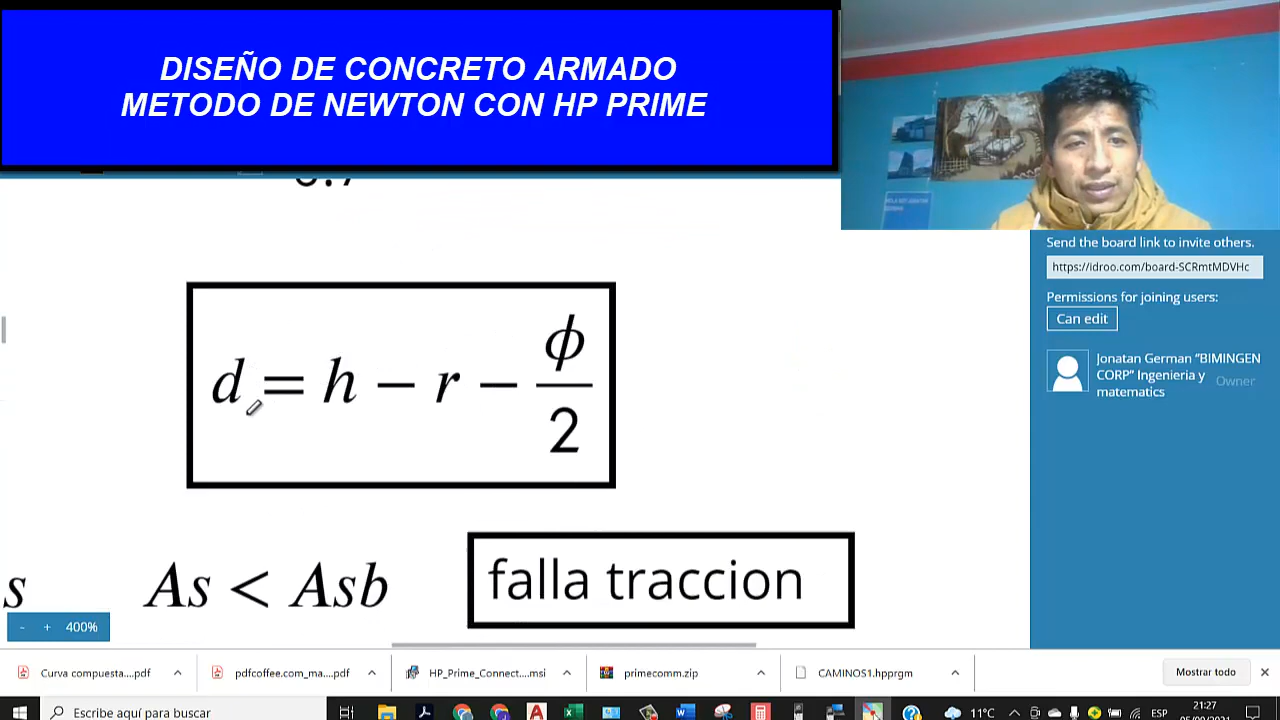 DISEÑO DE CONCRETO ARMADO
METODO DE NEWTON CON HP PRIME
Send the board link to invite others.
https://idroo.com/board-SCRmtMDVHc
Permissions for joining users:
Can edit
Jonatan German "BIMINGEN
CORP" Ingenieria y
matematics
Owner
d = h − r − ϕ/2
s
As < Asb
falla traccion
- + 400%
Curva compuesta....pdf
pdfcoffee.com_ma....pdf
HP_Prime_Connect....msi
primecomm.zip
CAMINOS1.hpprgm
Mostrar todo
Escribe aquí para buscar
11°C
ESP
21:27